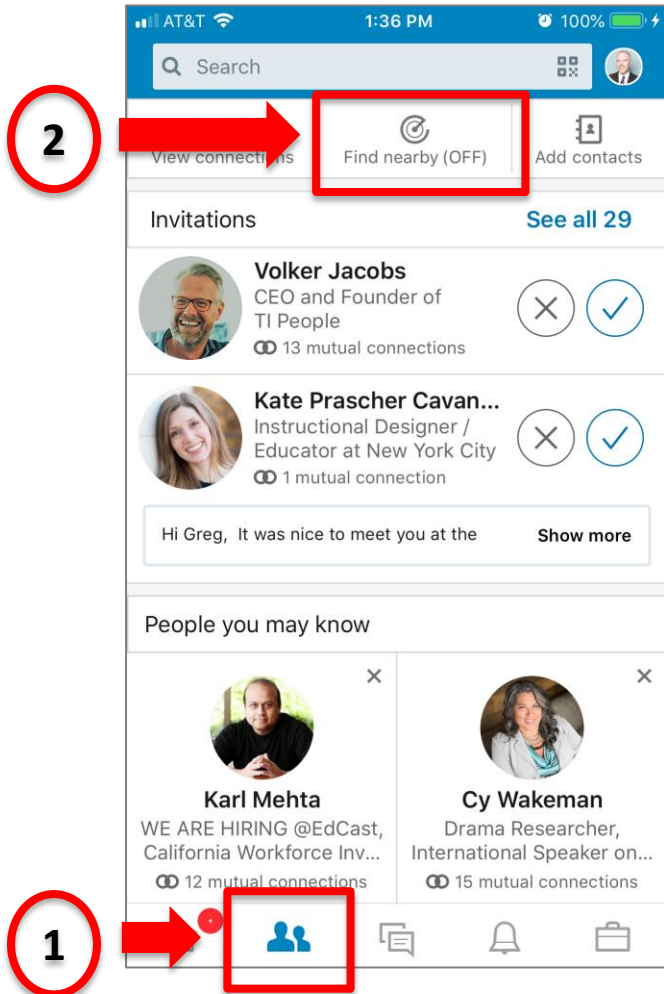 AT&T 1:36 PM 100%
Search
2
View connections Find nearby (OFF) Add contacts
Invitations See all 29
Volker Jacobs
CEO and Founder of
TI People
13 mutual connections
Kate Prascher Cavan...
Instructional Designer /
Educator at New York City
1 mutual connection
Hi Greg, It was nice to meet you at the Show more
People you may know
Karl Mehta
WE ARE HIRING @EdCast,
California Workforce Inv...
12 mutual connections
Cy Wakeman
Drama Researcher,
International Speaker on...
15 mutual connections
1